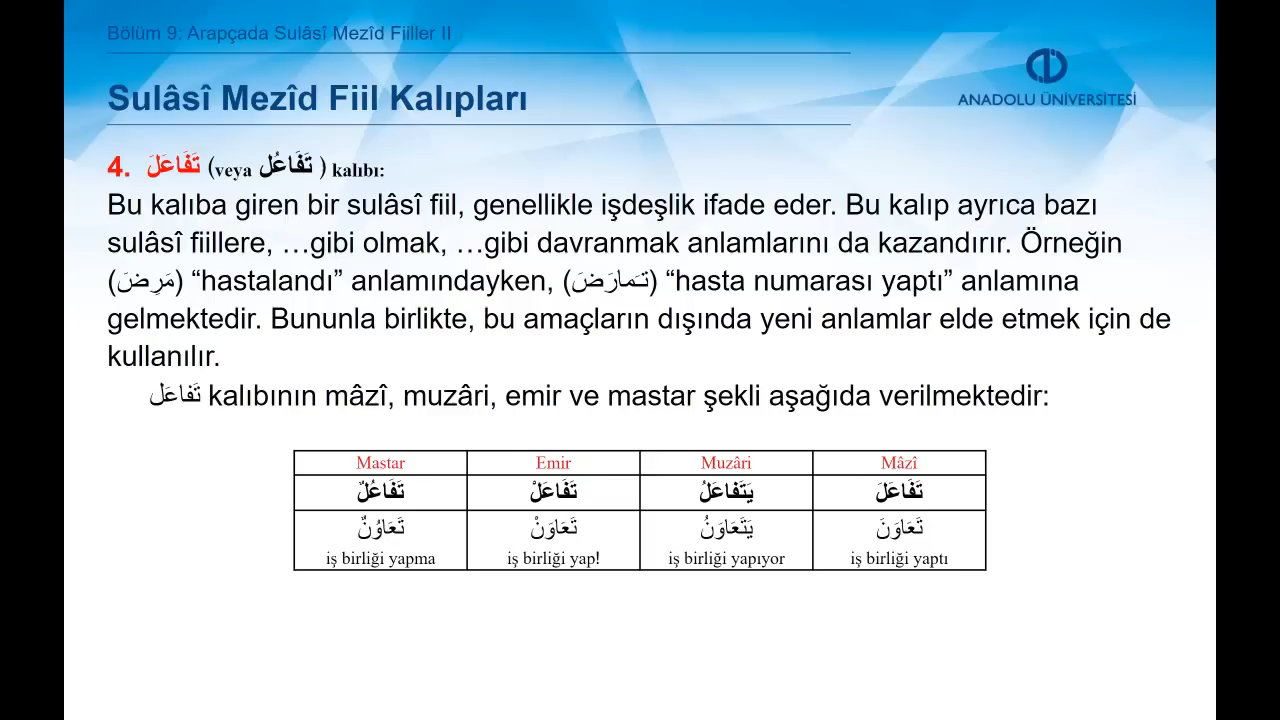 Bölüm 9: Arapçada Sulâsî Mezîd Fiiller II
Sulâsî Mezîd Fiil Kalıpları
ANADOLU ÜNİVERSİTESİ
4. تَفَاعَلَ (veya تَفَاعُل ) kalıbı:
Bu kalıba giren bir sulâsî fiil, genellikle işdeşlik ifade eder. Bu kalıp ayrıca bazı
sulâsî fiillere, …gibi olmak, …gibi davranmak anlamlarını da kazandırır. Örneğin
(مَرِضَ) “hastalandı” anlamındayken, (تـَمارَضَ) “hasta numarası yaptı” anlamına
gelmektedir. Bununla birlikte, bu amaçların dışında yeni anlamlar elde etmek için de
kullanılır.
تَفاعَل kalıbının mâzî, muzâri, emir ve mastar şekli aşağıda verilmektedir:
Mastar Emir Muzâri Mâzî
تَفَاعُلٌ تَفَاعَلْ يَتَفاعَلُ تَفَاعَلَ
تَعَاوُنٌ تَعَاوَنْ يَتَعَاوَنُ تَعَاوَنَ
iş birliği yapma iş birliği yap! iş birliği yapıyor iş birliği yaptı